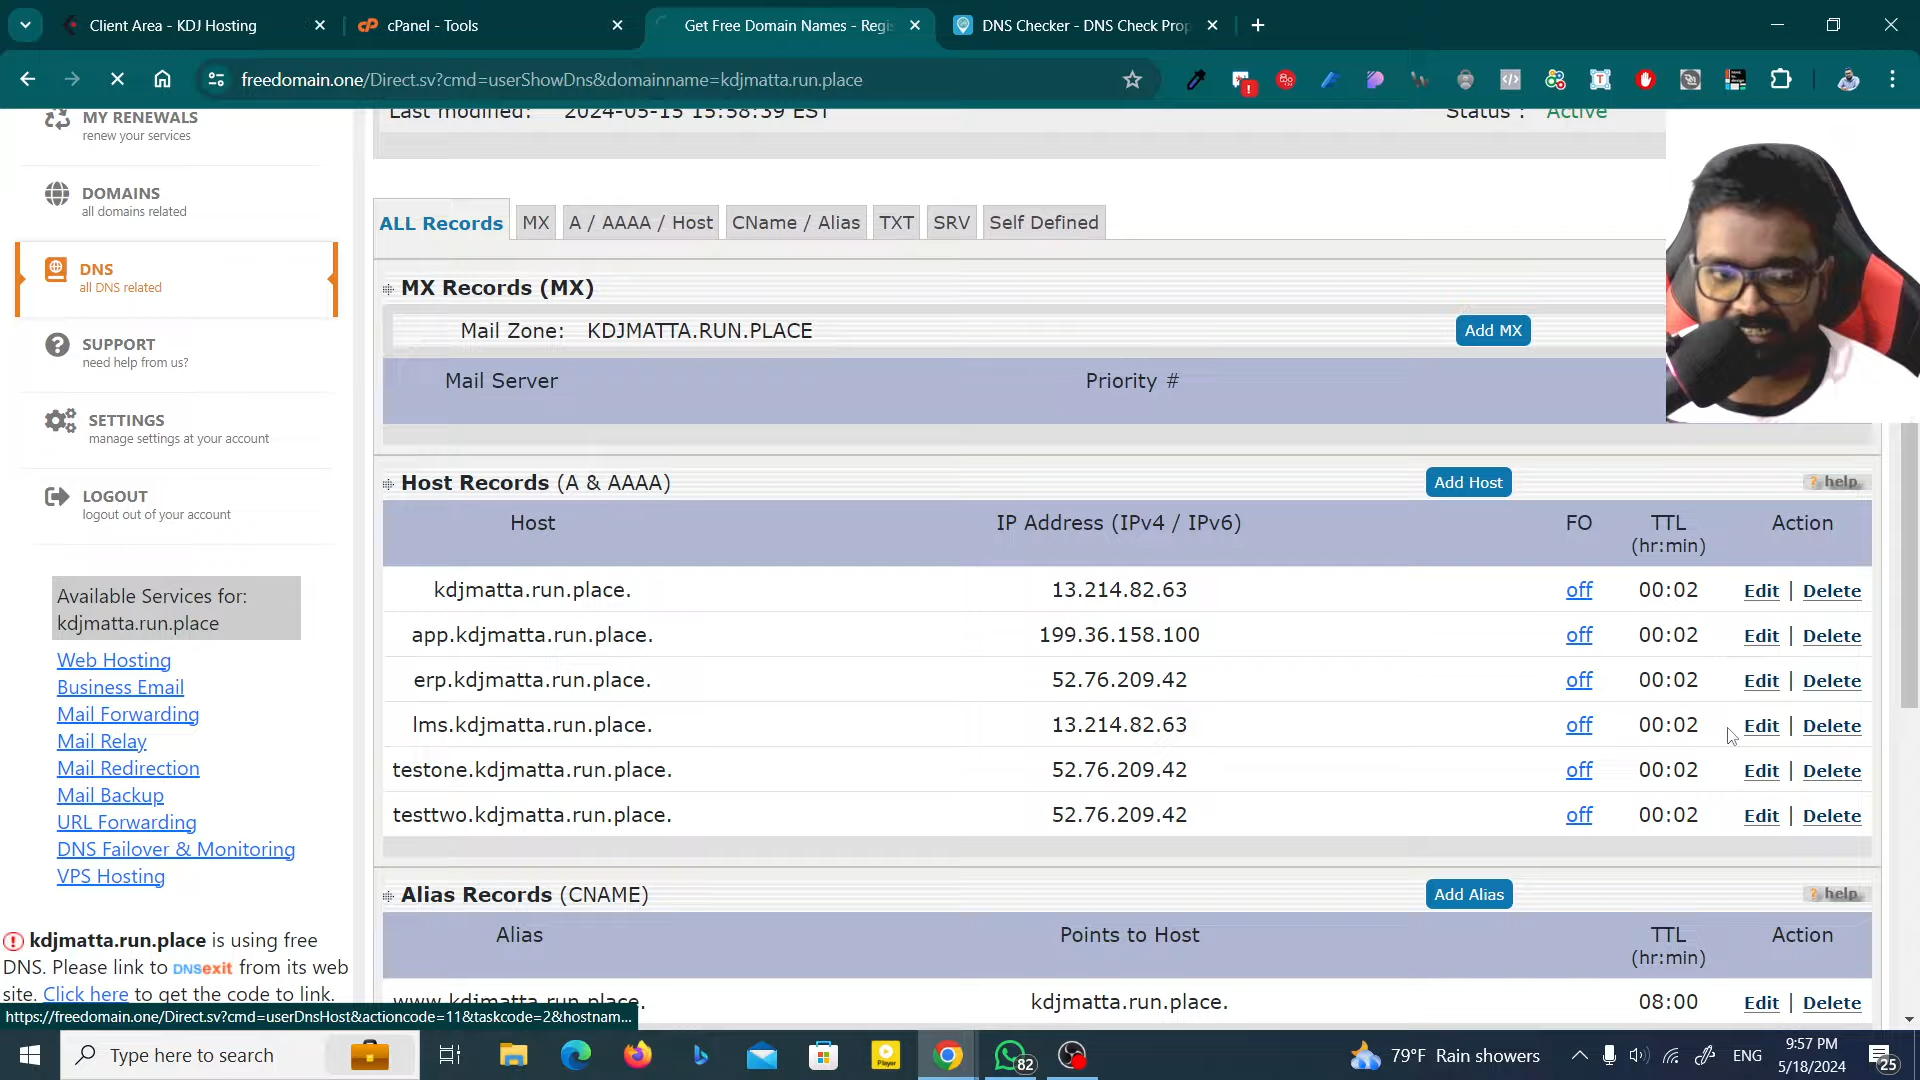 Client Area - KDJ Hosting
cPanel - Tools
Get Free Domain Names - Regi
DNS Checker - DNS Check Prop
freedomain.one/Direct.sv?cmd=userShowDns&domainname=kdjmatta.run.place
MY RENEWALS
renew your services
DOMAINS
all domains related
DNS
all DNS related
SUPPORT
need help from us?
SETTINGS
manage settings at your account
LOGOUT
logout out of your account
Available Services for:
kdjmatta.run.place
Web Hosting
Business Email
Mail Forwarding
Mail Relay
Mail Redirection
Mail Backup
URL Forwarding
DNS Failover & Monitoring
VPS Hosting
kdjmatta.run.place is using free
DNS. Please link to DNSexit from its web
site. Click here to get the code to link.
https://freedomain.one/Direct.sv?cmd=userDnsHost&actioncode=11&taskcode=2&hostnam...
Last modified: 2024-05-15 15:58:39 EST Status : Active
ALL Records MX A / AAAA / Host CName / Alias TXT SRV Self Defined
MX Records (MX)
Mail Zone: KDJMATTA.RUN.PLACE Add MX
Mail Server Priority #
Host Records (A & AAAA) Add Host ? help
Host IP Address (IPv4 / IPv6) FO TTL (hr:min) Action
kdjmatta.run.place. 13.214.82.63 off 00:02 Edit | Delete
app.kdjmatta.run.place. 199.36.158.100 off 00:02 Edit | Delete
erp.kdjmatta.run.place. 52.76.209.42 off 00:02 Edit | Delete
lms.kdjmatta.run.place. 13.214.82.63 off 00:02 Edit | Delete
testone.kdjmatta.run.place. 52.76.209.42 off 00:02 Edit | Delete
testtwo.kdjmatta.run.place. 52.76.209.42 off 00:02 Edit | Delete
Alias Records (CNAME) Add Alias ? help
Alias Points to Host TTL (hr:min) Action
www.kdjmatta.run.place. kdjmatta.run.place. 08:00 Edit | Delete
Type here to search
82
79°F Rain showers
ENG
9:57 PM
5/18/2024
25